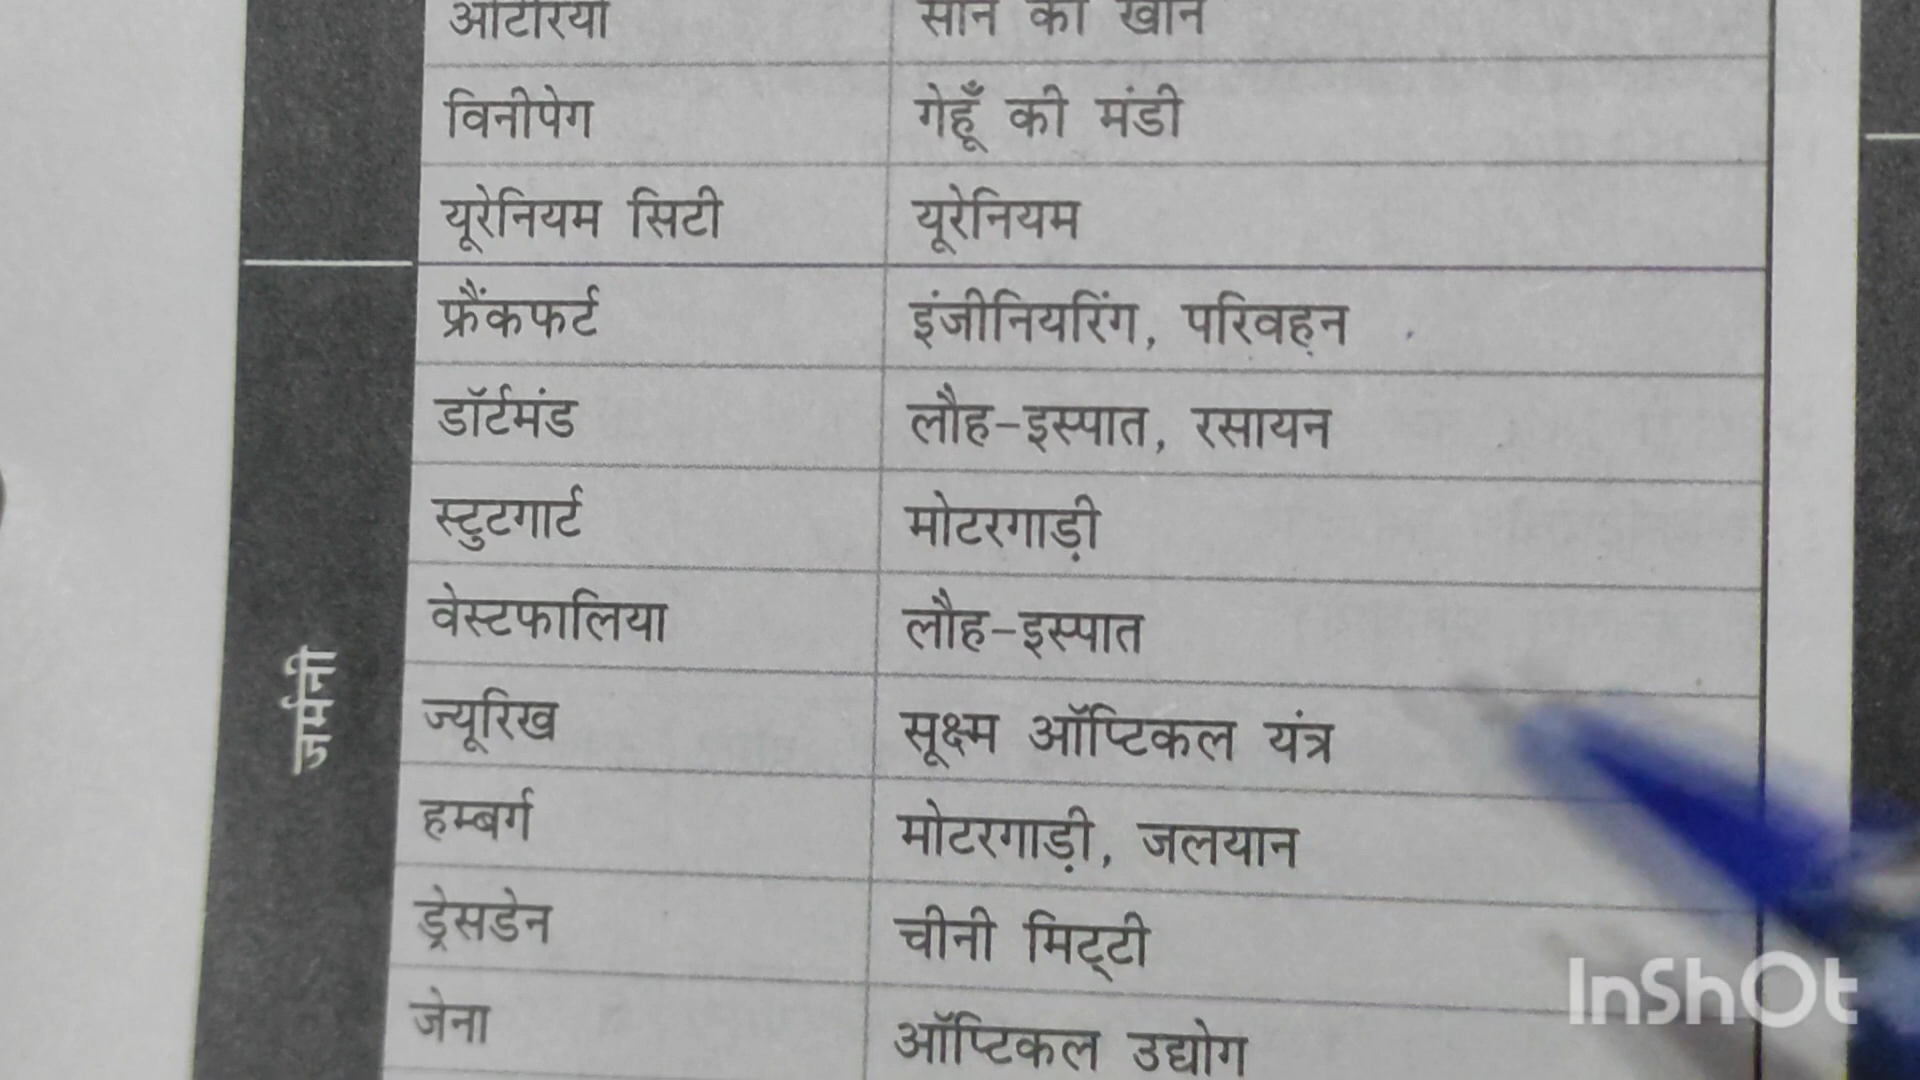 ओंटारियो सोने की खान
विनीपेग गेहूँ की मंडी
यूरेनियम सिटी यूरेनियम
फ्रैंकफर्ट इंजीनियरिंग, परिवहन
डॉर्टमंड लौह-इस्पात, रसायन
स्टुटगार्ट मोटरगाड़ी
वेस्टफालिया लौह-इस्पात
जर्मनी
ज्यूरिख सूक्ष्म ऑप्टिकल यंत्र
हम्बर्ग मोटरगाड़ी, जलयान
ड्रेसडेन चीनी मिट्टी
जेना ऑप्टिकल उद्योग
InShOt